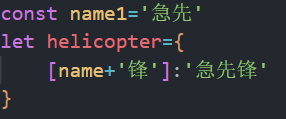 const name1='急先'
let helicopter={
    [name+'锋']:'急先锋'
}